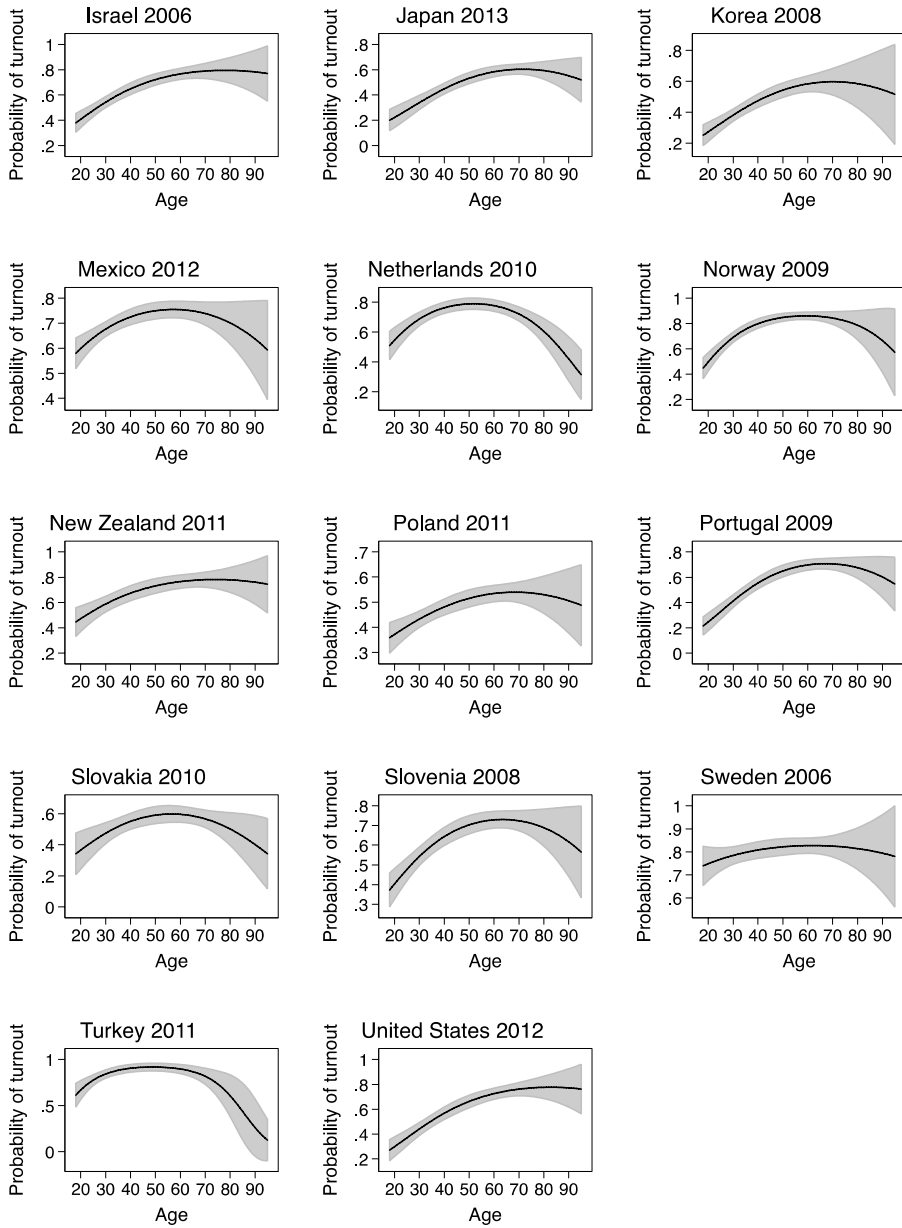 Israel 2006
Probability of turnout
1
.8
.6
.4
.2
20 30 40 50 60 70 80 90
Age
Japan 2013
Probability of turnout
.8
.6
.4
.2
0
20 30 40 50 60 70 80 90
Age
Korea 2008
Probability of turnout
.8
.6
.4
.2
20 30 40 50 60 70 80 90
Age
Mexico 2012
Probability of turnout
.8
.7
.6
.5
.4
20 30 40 50 60 70 80 90
Age
Netherlands 2010
Probability of turnout
.8
.6
.4
.2
20 30 40 50 60 70 80 90
Age
Norway 2009
Probability of turnout
1
.8
.6
.4
.2
20 30 40 50 60 70 80 90
Age
New Zealand 2011
Probability of turnout
1
.8
.6
.4
.2
20 30 40 50 60 70 80 90
Age
Poland 2011
Probability of turnout
.7
.6
.5
.4
.3
20 30 40 50 60 70 80 90
Age
Portugal 2009
Probability of turnout
.8
.6
.4
.2
0
20 30 40 50 60 70 80 90
Age
Slovakia 2010
Probability of turnout
.6
.4
.2
0
20 30 40 50 60 70 80 90
Age
Slovenia 2008
Probability of turnout
.8
.7
.6
.5
.4
.3
20 30 40 50 60 70 80 90
Age
Sweden 2006
Probability of turnout
1
.9
.8
.7
.6
20 30 40 50 60 70 80 90
Age
Turkey 2011
Probability of turnout
1
.5
0
20 30 40 50 60 70 80 90
Age
United States 2012
Probability of turnout
1
.8
.6
.4
.2
20 30 40 50 60 70 80 90
Age